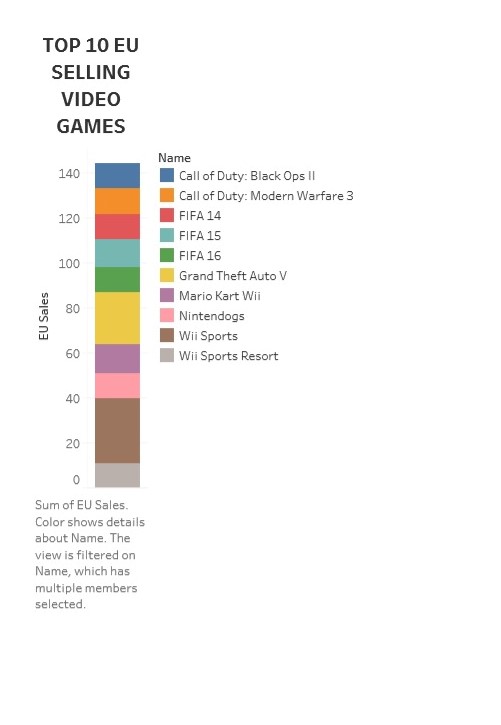 TOP 10 EU
SELLING
VIDEO
GAMES
Name
Call of Duty: Black Ops II
Call of Duty: Modern Warfare 3
FIFA 14
FIFA 15
FIFA 16
Grand Theft Auto V
Mario Kart Wii
Nintendogs
Wii Sports
Wii Sports Resort
EU Sales
140
120
100
80
60
40
20
0
Sum of EU Sales.
Color shows details
about Name. The
view is filtered on
Name, which has
multiple members
selected.